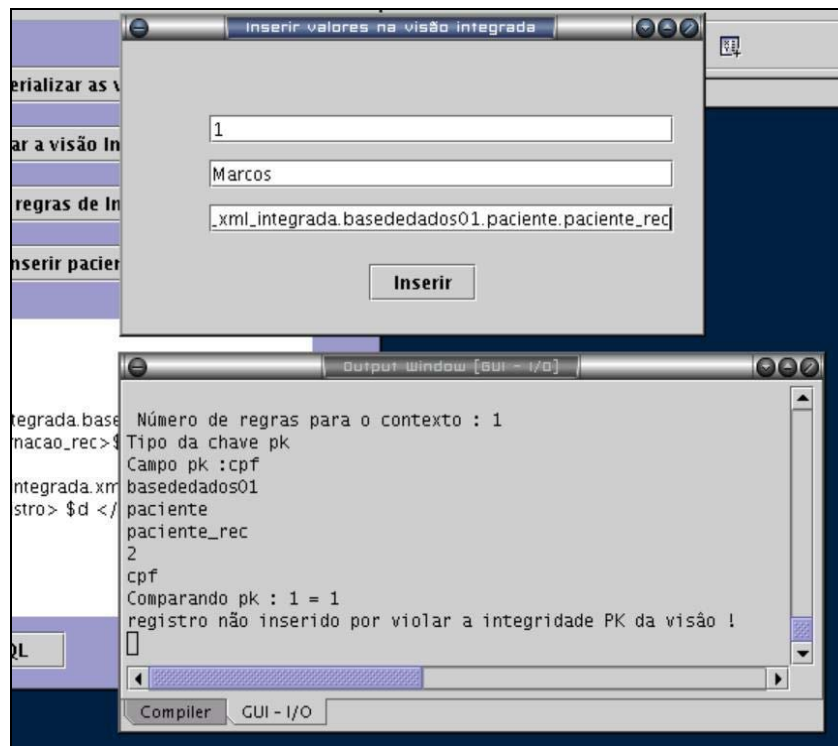 Inserir valores na visão integrada
erializar as v
ar a visão In
regras de In
nserir pacien
1
Marcos
_xml_integrada.basededados01.paciente.paciente_rec
Inserir
Output Window [GUI - I/O]
tegrada.base
nacao_rec>$
ntegrada.xm
stro> $d </
QL
Número de regras para o contexto : 1
Tipo da chave pk
Campo pk :cpf
basededados01
paciente
paciente_rec
2
cpf
Comparando pk : 1 = 1
registro não inserido por violar a integridade PK da visâo !
Compiler
GUI - I/O